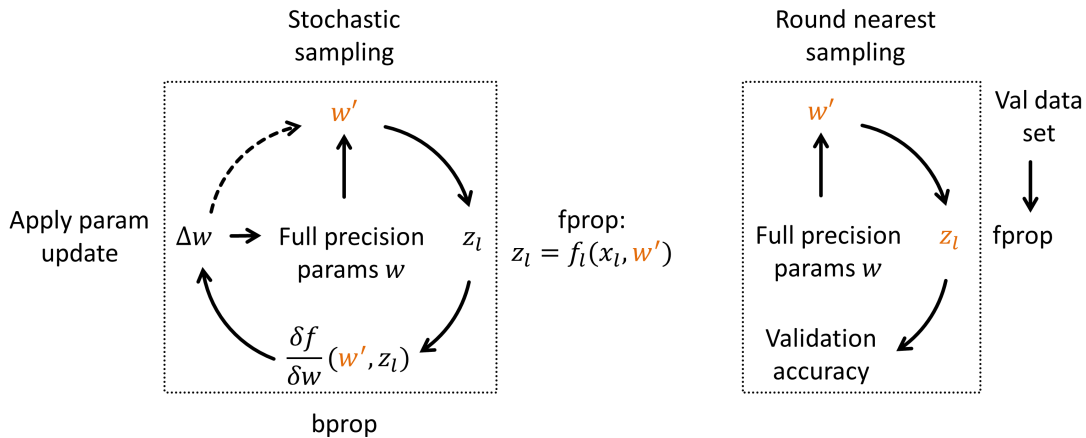 Stochastic
sampling
w′
Apply param
update
Δw
Full precision
params w
z_l
fprop:
z_l = f_l(x_l, w′)
δf
δw
(w′, z_l)
bprop
Round nearest
sampling
w′
Val data
set
Full precision
params w
z_l
fprop
Validation
accuracy